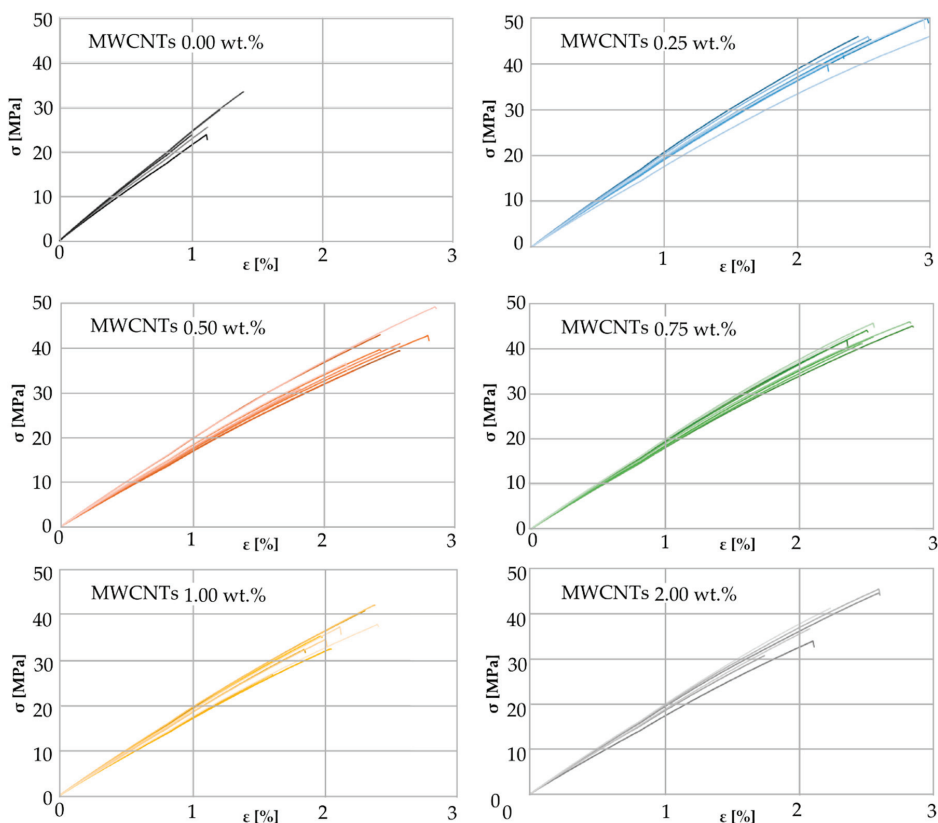 MWCNTs 0.00 wt.%
σ [MPa]
50
40
30
20
10
0
0 1 2 3
ε [%]
MWCNTs 0.25 wt.%
σ [MPa]
50
40
30
20
10
0
0 1 2 3
ε [%]
MWCNTs 0.50 wt.%
σ [MPa]
50
40
30
20
10
0
0 1 2 3
ε [%]
MWCNTs 0.75 wt.%
σ [MPa]
50
40
30
20
10
0
0 1 2 3
ε [%]
MWCNTs 1.00 wt.%
σ [MPa]
50
40
30
20
10
0
0 1 2 3
ε [%]
MWCNTs 2.00 wt.%
σ [MPa]
50
40
30
20
10
0
0 1 2 3
ε [%]